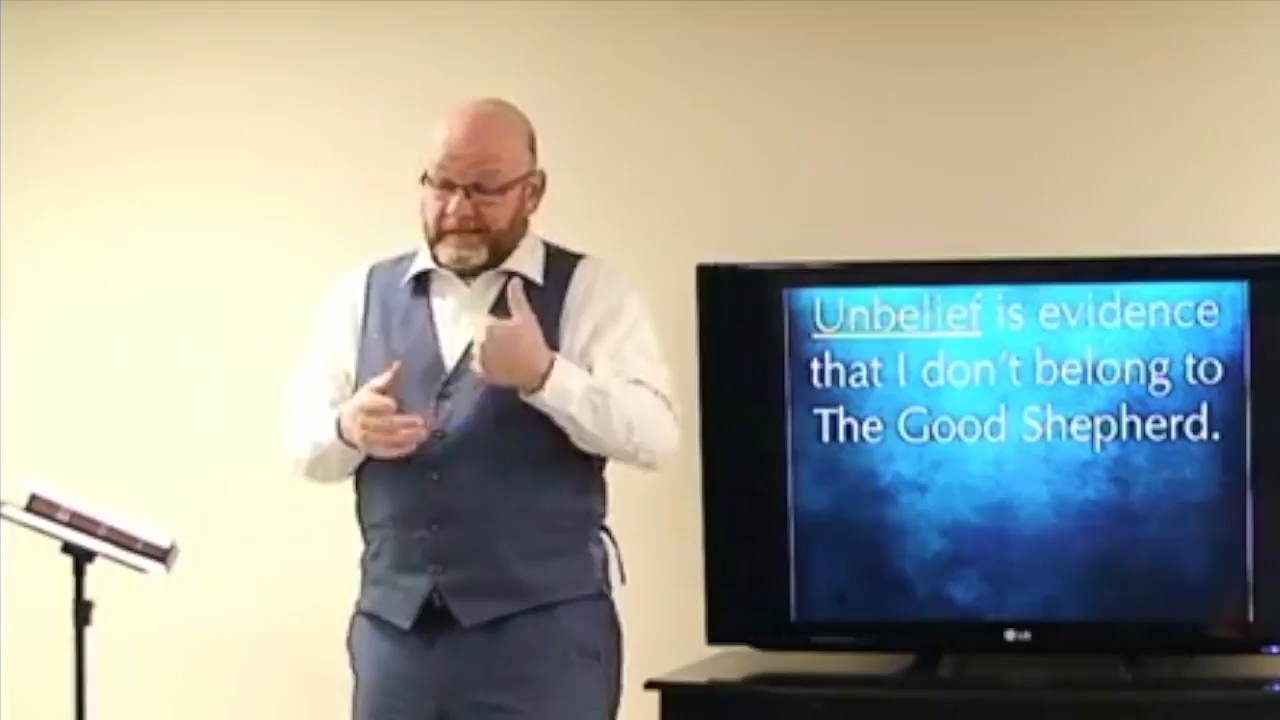 Unbelief is evidence
that I don't belong to
The Good Shepherd.
LG